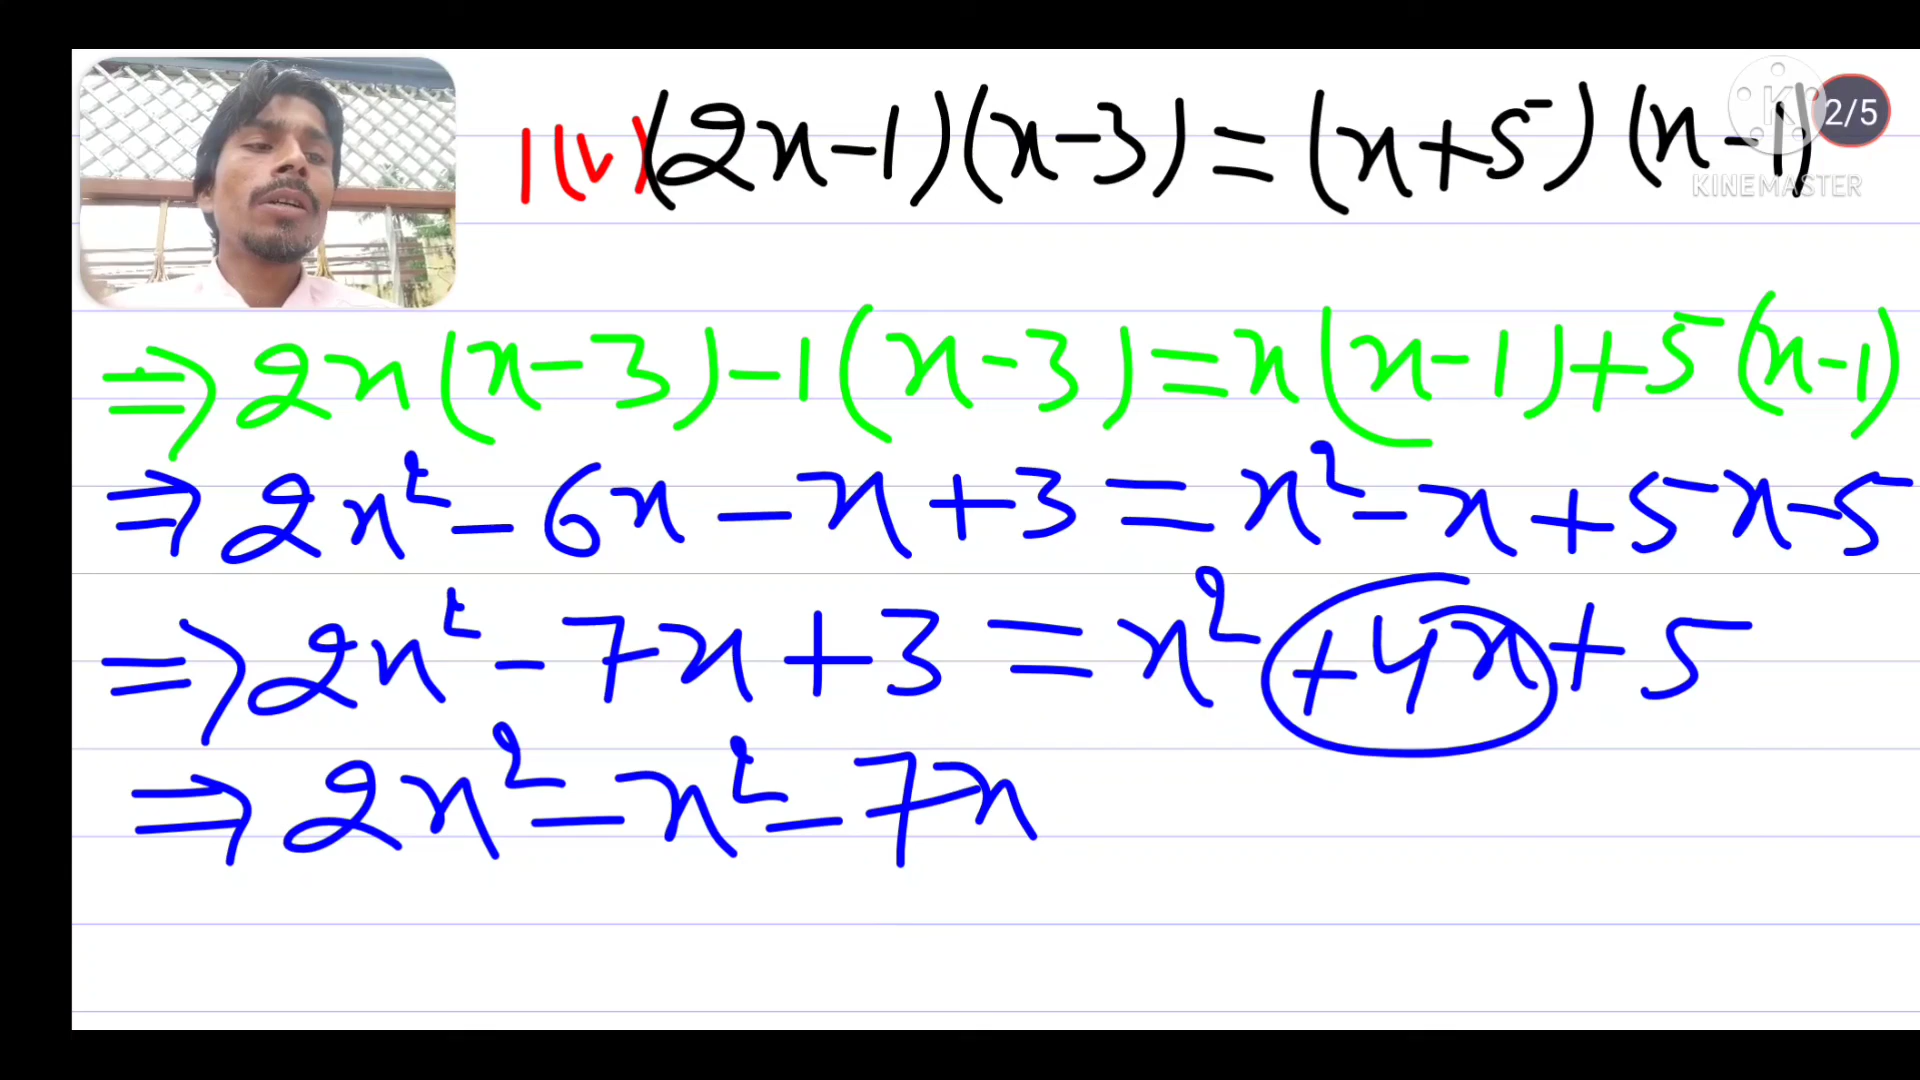 1(v) (2x-1)(x-3) = (x+5)(x-1)
2/5
KINEMASTER
⇒ 2x(x-3)-1(x-3) = x(x-1)+5(x-1)
⇒ 2x² - 6x - x + 3 = x² - x + 5x - 5
⇒ 2x² - 7x + 3 = x² + 4x + 5
⇒ 2x² - x² - 7x